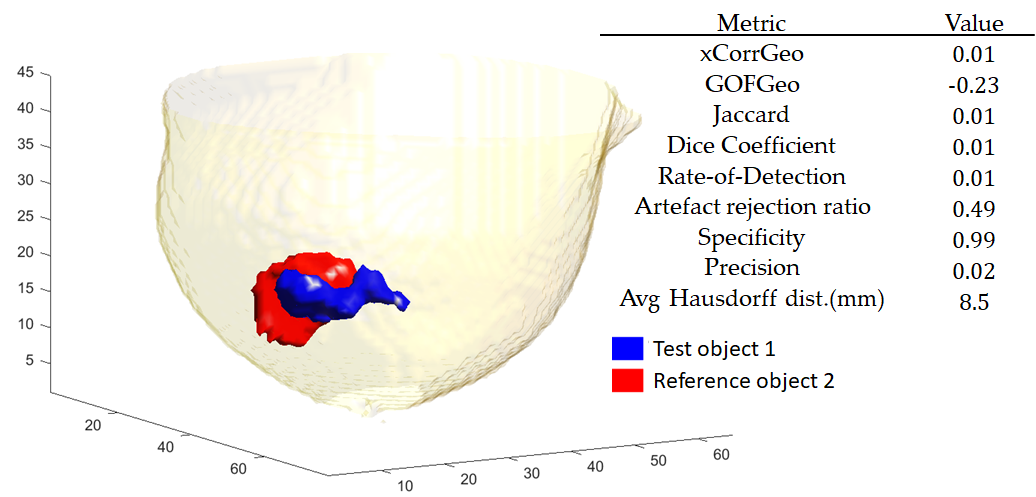 Metric Value
xCorrGeo 0.01
GOFGeo -0.23
Jaccard 0.01
Dice Coefficient 0.01
Rate-of-Detection 0.01
Artefact rejection ratio 0.49
Specificity 0.99
Precision 0.02
Avg Hausdorff dist.(mm) 8.5
Test object 1
Reference object 2
45
40
35
30
25
20
15
10
5
20
40
60
10
20
30
40
50
60